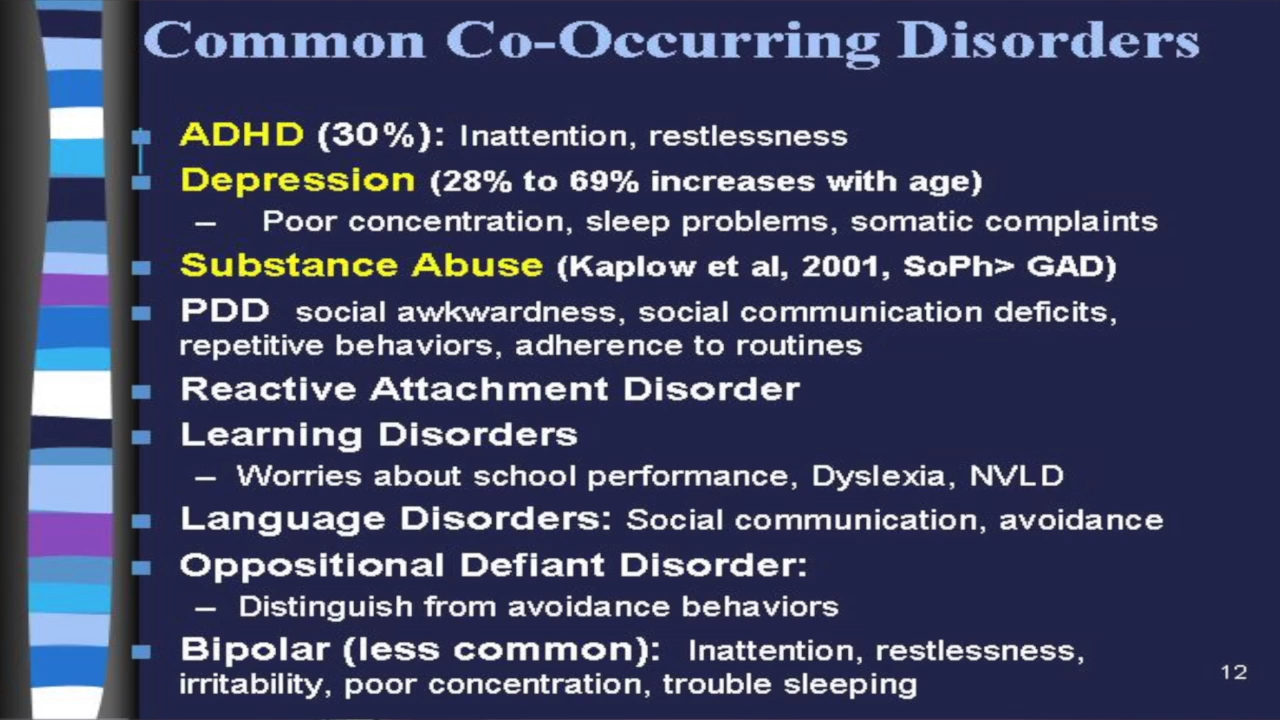 Common Co-Occurring Disorders
ADHD (30%): Inattention, restlessness
Depression (28% to 69% increases with age)
– Poor concentration, sleep problems, somatic complaints
Substance Abuse (Kaplow et al, 2001, SoPh> GAD)
PDD social awkwardness, social communication deficits,
repetitive behaviors, adherence to routines
Reactive Attachment Disorder
Learning Disorders
– Worries about school performance, Dyslexia, NVLD
Language Disorders: Social communication, avoidance
Oppositional Defiant Disorder:
– Distinguish from avoidance behaviors
Bipolar (less common): Inattention, restlessness,
irritability, poor concentration, trouble sleeping
12